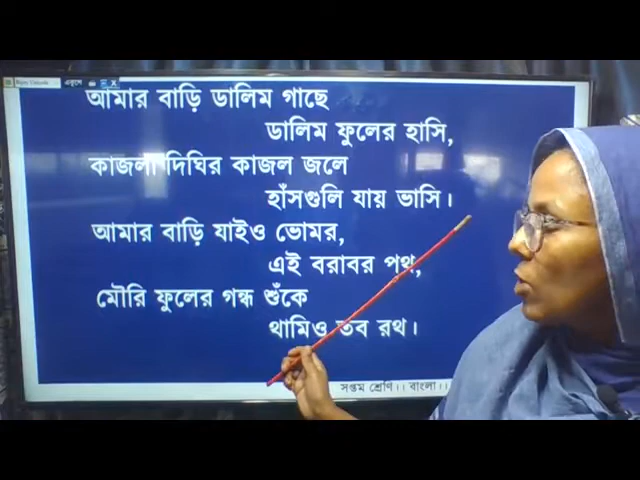 আমার বাড়ি ডালিম গাছে
ডালিম ফুলের হাসি,
কাজলা দিঘির কাজল জলে
হাঁসগুলি যায় ভাসি।
আমার বাড়ি যাইও ভোমর,
এই বরাবর পথ,
মৌরি ফুলের গন্ধ শুঁকে
থামিও তব রথ।
সপ্তম শ্রেণি।। বাংলা।।